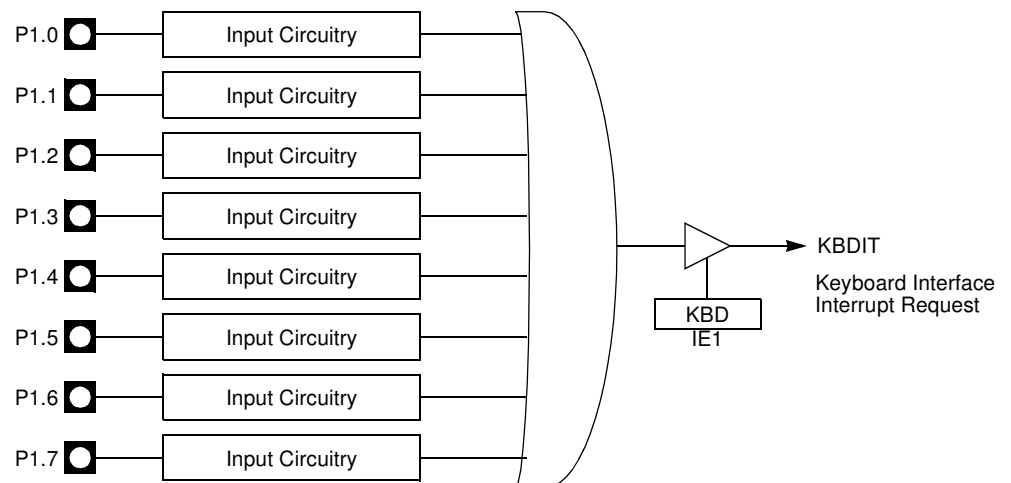 P1.0 Input Circuitry
P1.1 Input Circuitry
P1.2 Input Circuitry
P1.3 Input Circuitry
P1.4 Input Circuitry
P1.5 Input Circuitry
P1.6 Input Circuitry
P1.7 Input Circuitry
KBDIT
Keyboard Interface
Interrupt Request
KBD
IE1